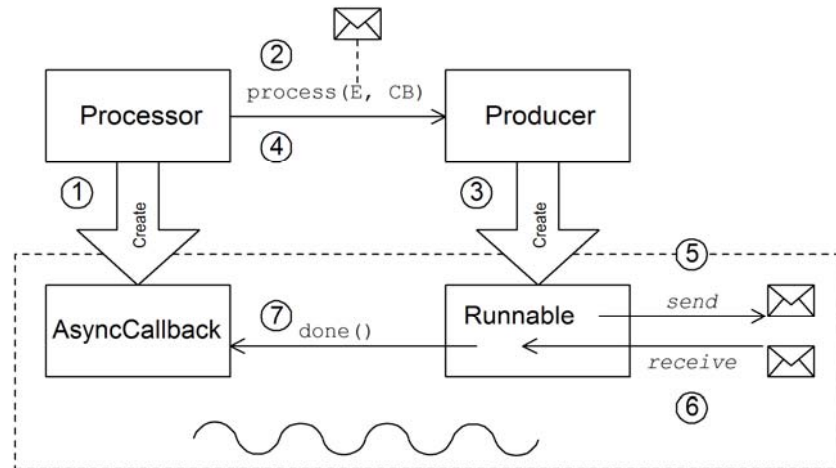 ②
process(E, CB)
Processor
Producer
④
①
Create
③
Create
⑤
AsyncCallback
⑦
done()
Runnable
send
receive
⑥